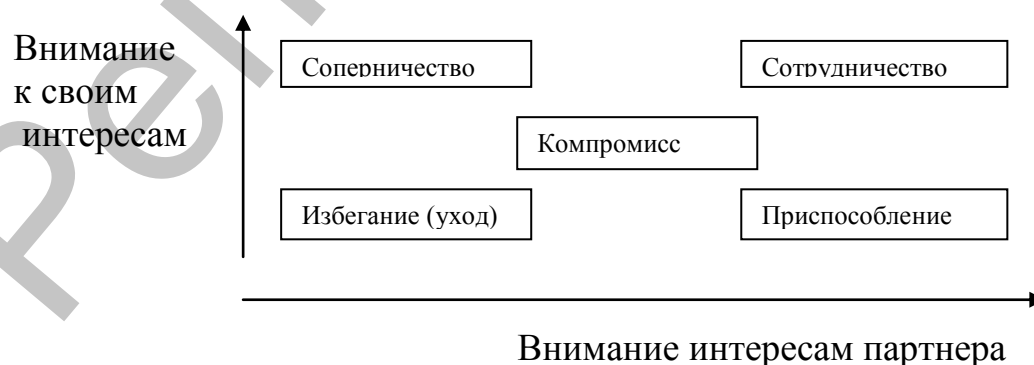 Внимание
к своим
интересам
Соперничество
Сотрудничество
Компромисс
Избегание (уход)
Приспособление
Внимание интересам партнера